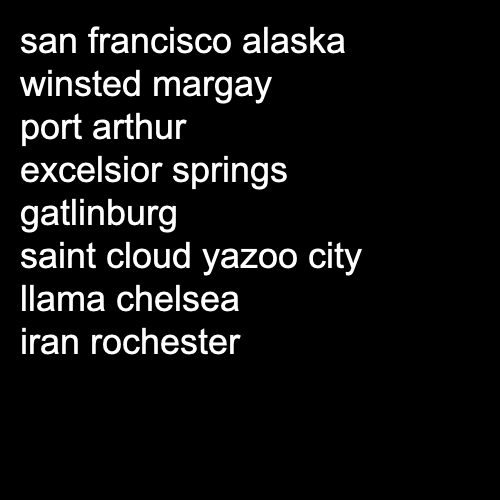 san francisco alaska
winsted margay
port arthur
excelsior springs
gatlinburg
saint cloud yazoo city
llama chelsea
iran rochester